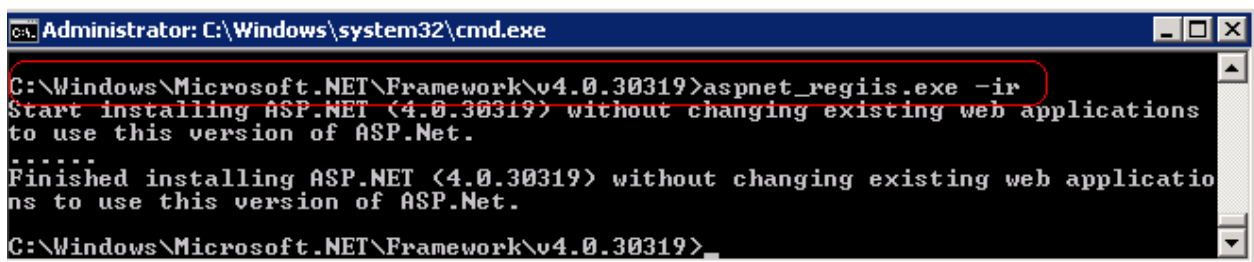 Administrator: C:\Windows\system32\cmd.exe
C:\Windows\Microsoft.NET\Framework\v4.0.30319>aspnet_regiis.exe -ir
Start installing ASP.NET (4.0.30319) without changing existing web applications
to use this version of ASP.Net.
......
Finished installing ASP.NET (4.0.30319) without changing existing web applicatio
ns to use this version of ASP.Net.
C:\Windows\Microsoft.NET\Framework\v4.0.30319>_